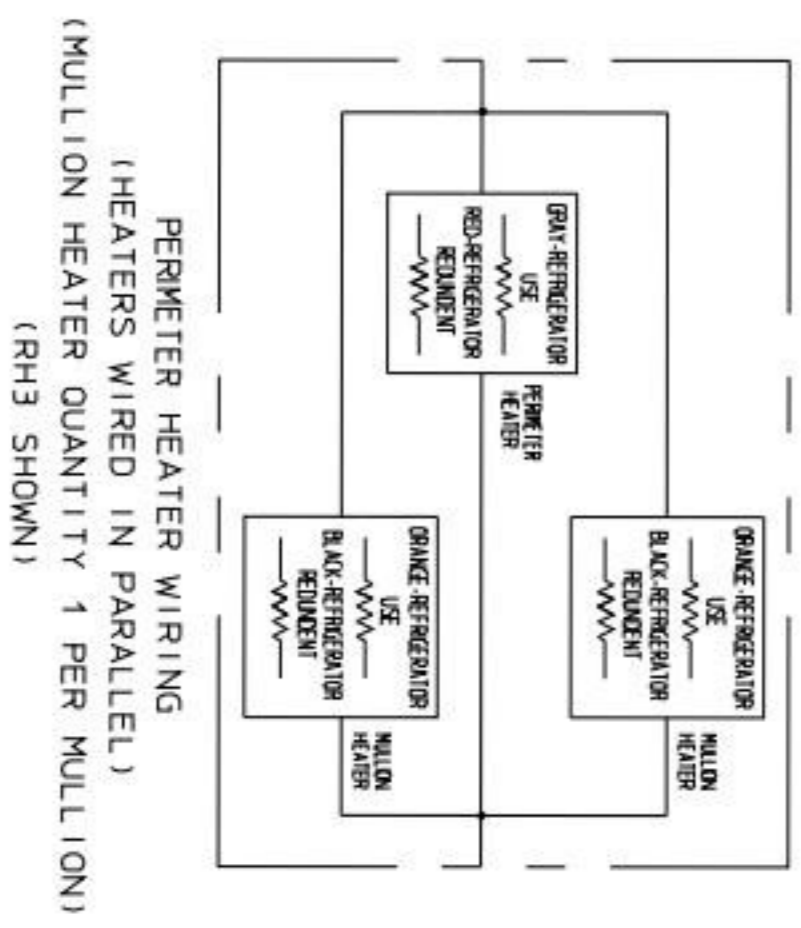 ORANGE-REFRIGERATOR
USE
BLACK-REFRIGERATOR
REDUNDENT
MULLION
HEATER
GRAY-REFRIGERATOR
USE
RED-REFRIGERATOR
REDUNDENT
PERIMETER
HEATER
ORANGE-REFRIGERATOR
USE
BLACK-REFRIGERATOR
REDUNDENT
MULLION
HEATER
PERIMETER HEATER WIRING
(HEATERS WIRED IN PARALLEL)
(MULLION HEATER QUANTITY 1 PER MULLION)
(RH3 SHOWN)